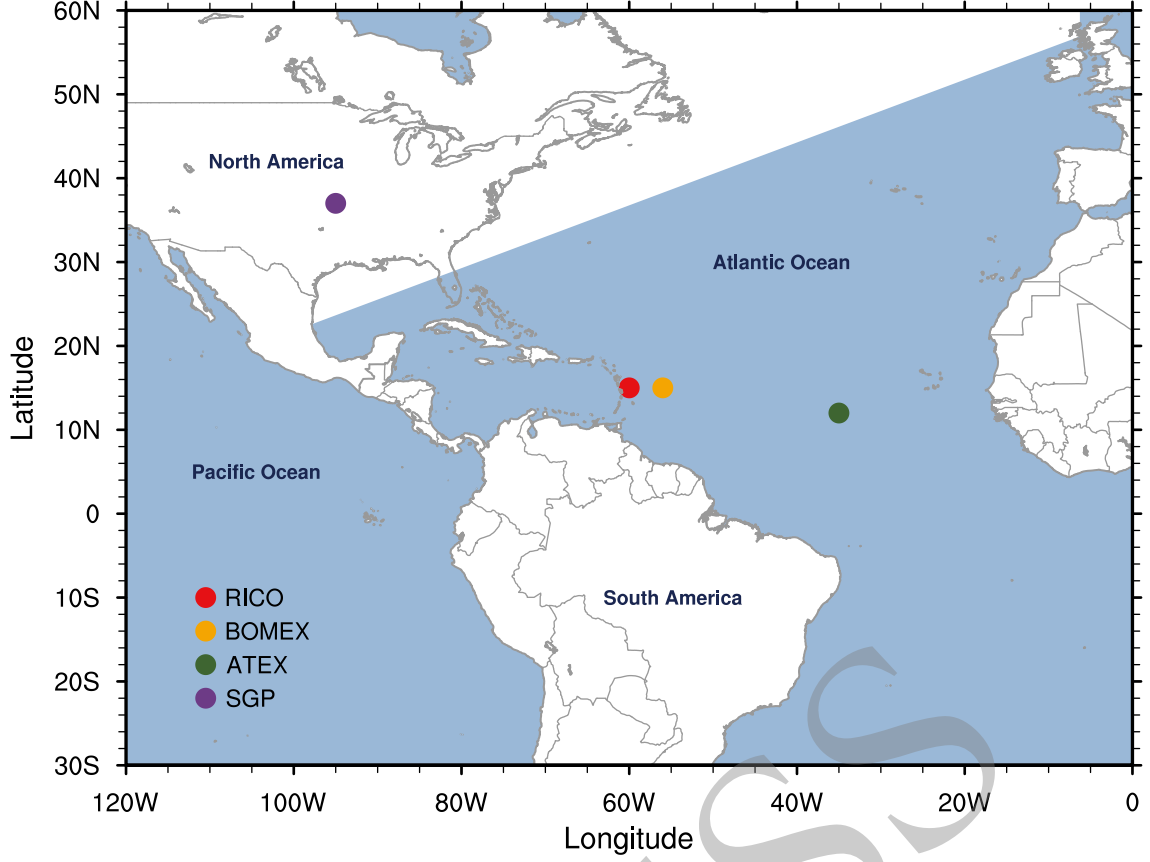 60N
50N
40N
30N
20N
10N
0
10S
20S
30S
Latitude
North America
Atlantic Ocean
Pacific Ocean
South America
RICO
BOMEX
ATEX
SGP
120W 100W 80W 60W 40W 20W 0
Longitude
SS